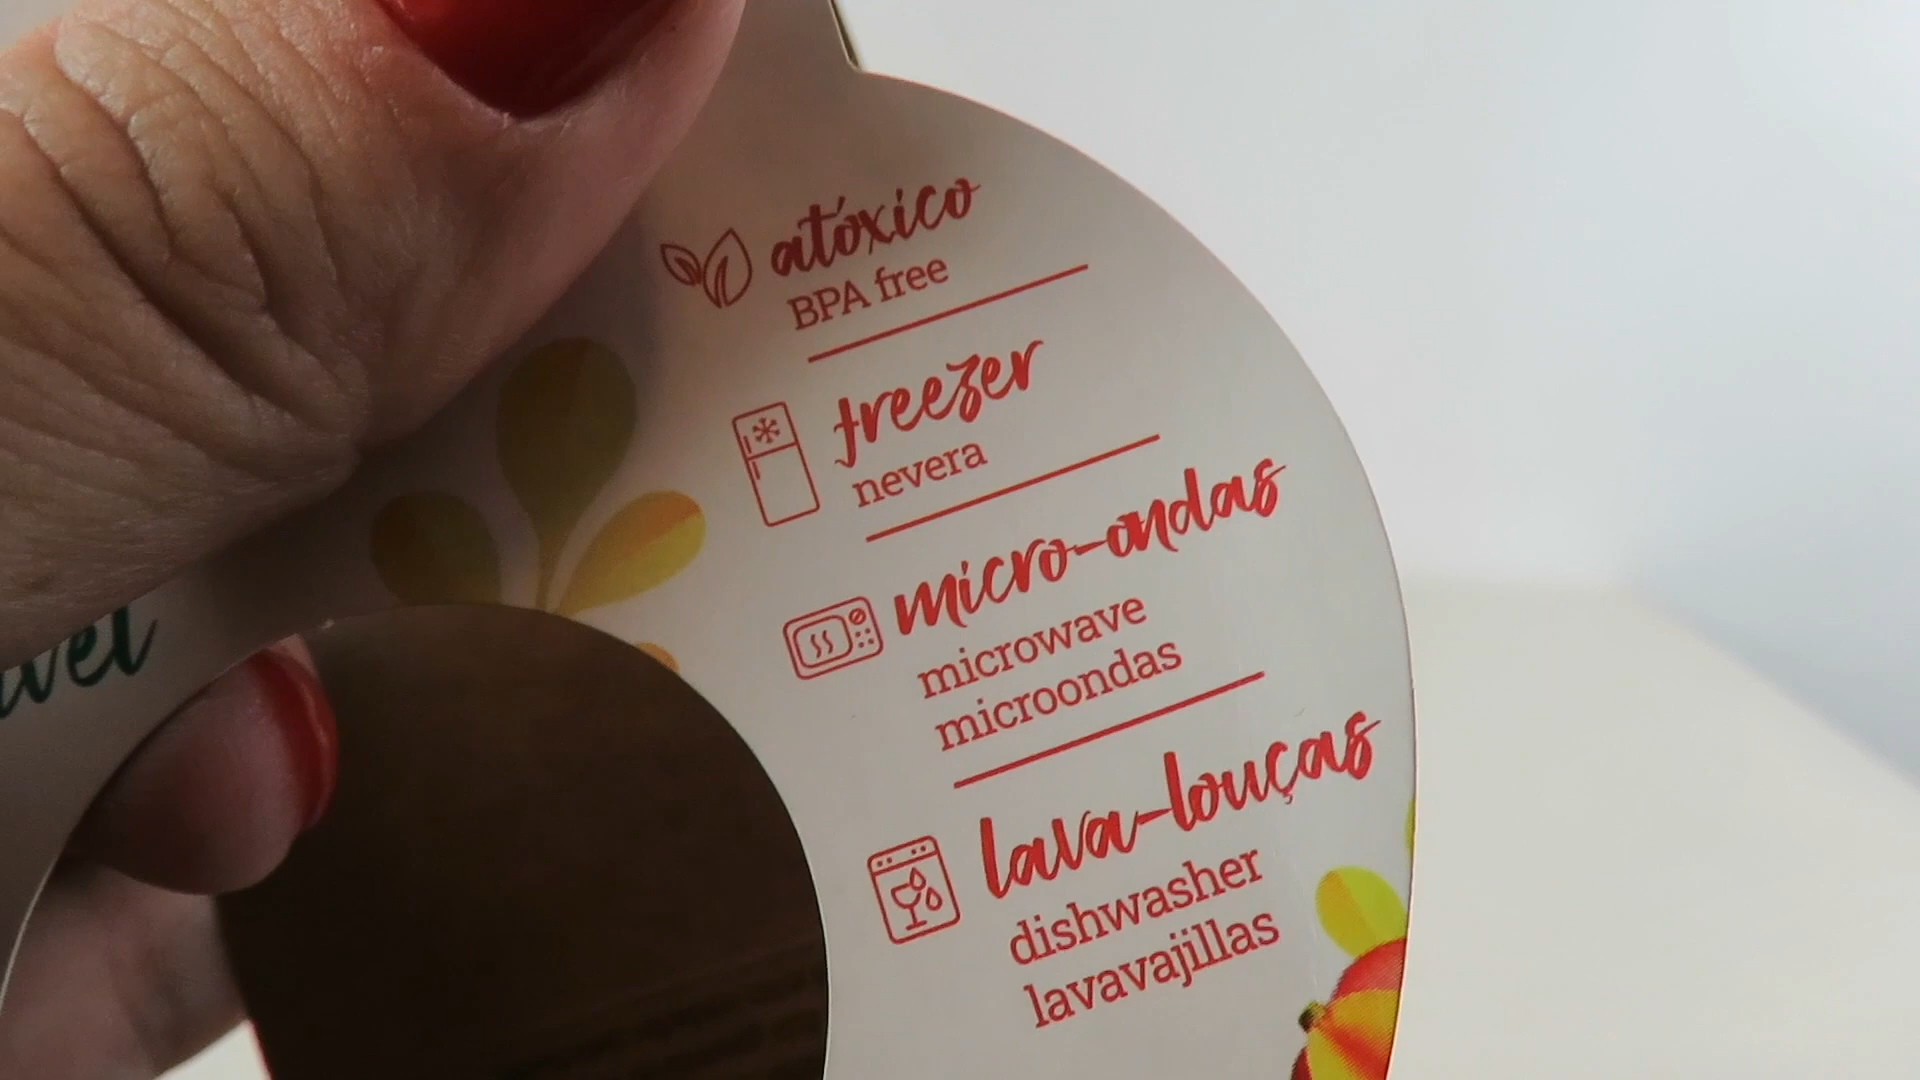 atóxico
BPA free
freezer
nevera
micro-ondas
microwave
microondas
lava-louças
dishwasher
lavavajillas